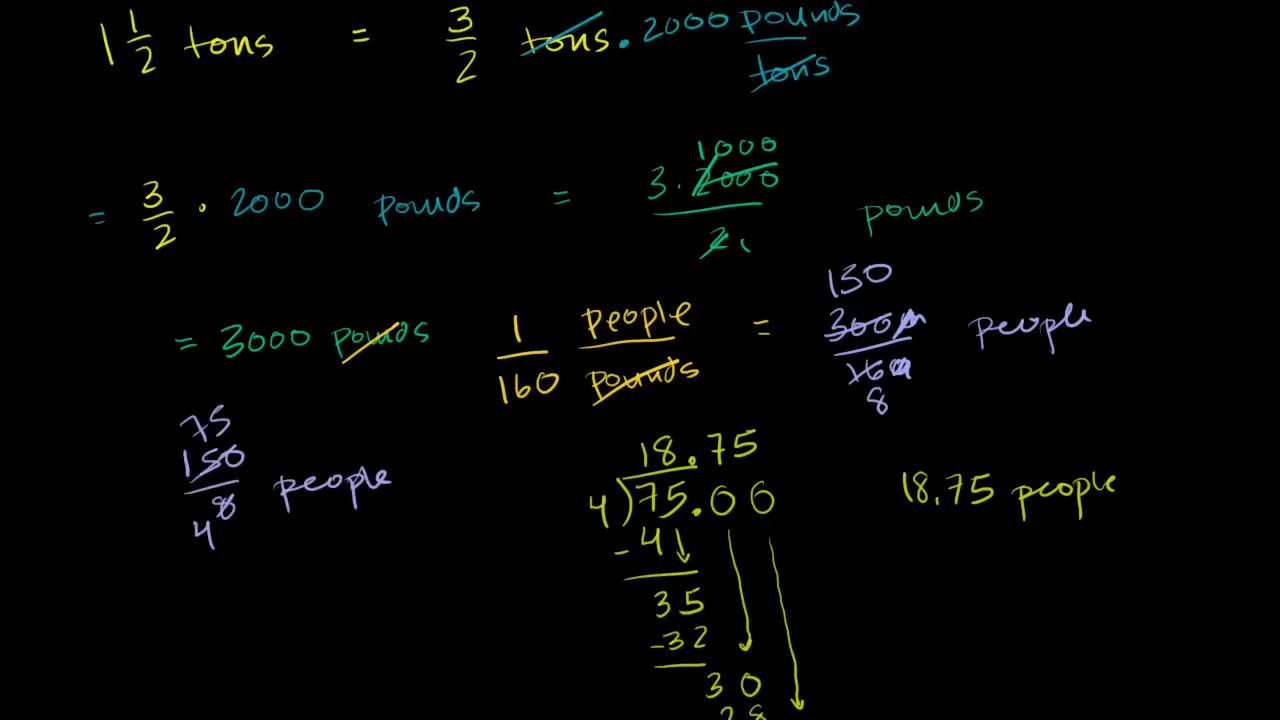 1 1/2 tons = 3/2 tons · 2000 pounds/tons
= 3/2 · 2000 pounds = 3 · 2000/2 pounds
1000
1
= 3000 pounds 1/160 people/pounds = 3000/160 people
150
8
150/8 people
75
4
18.75
4)75.00
-4
35
-32
30
28
18.75 people